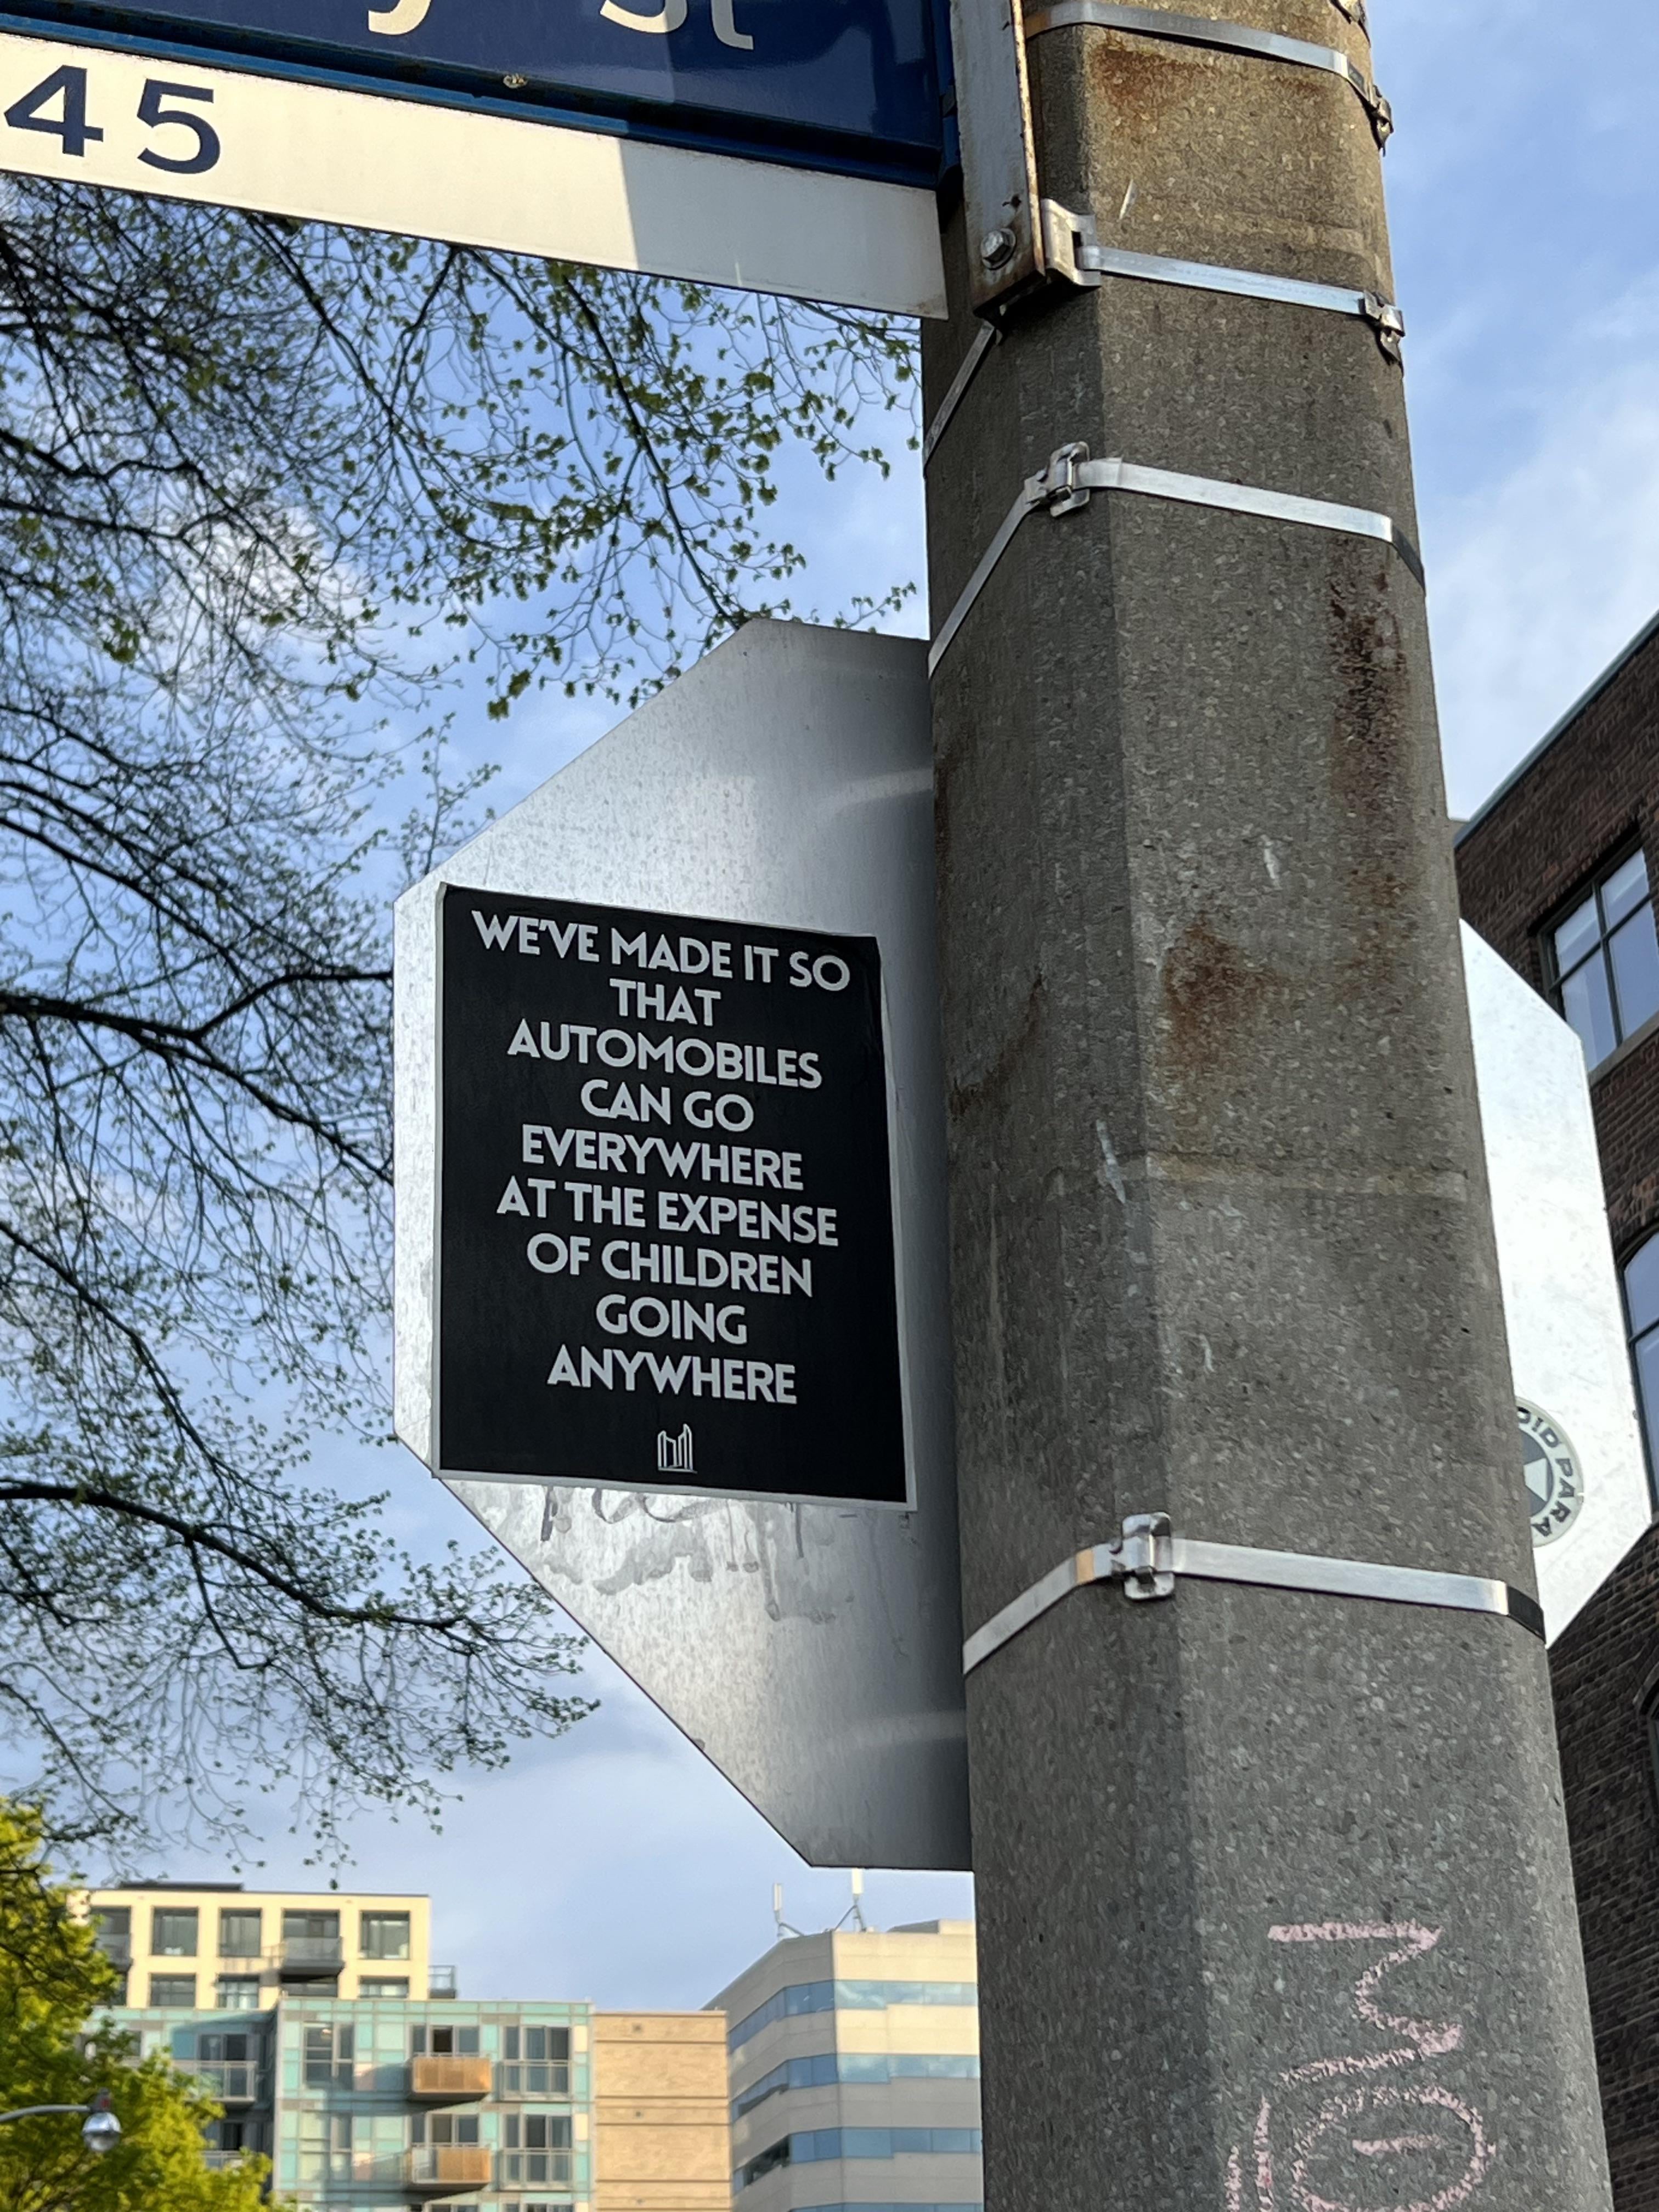 St
45
WE'VE MADE IT SO
THAT
AUTOMOBILES
CAN GO
EVERYWHERE
AT THE EXPENSE
OF CHILDREN
GOING
ANYWHERE
PARA